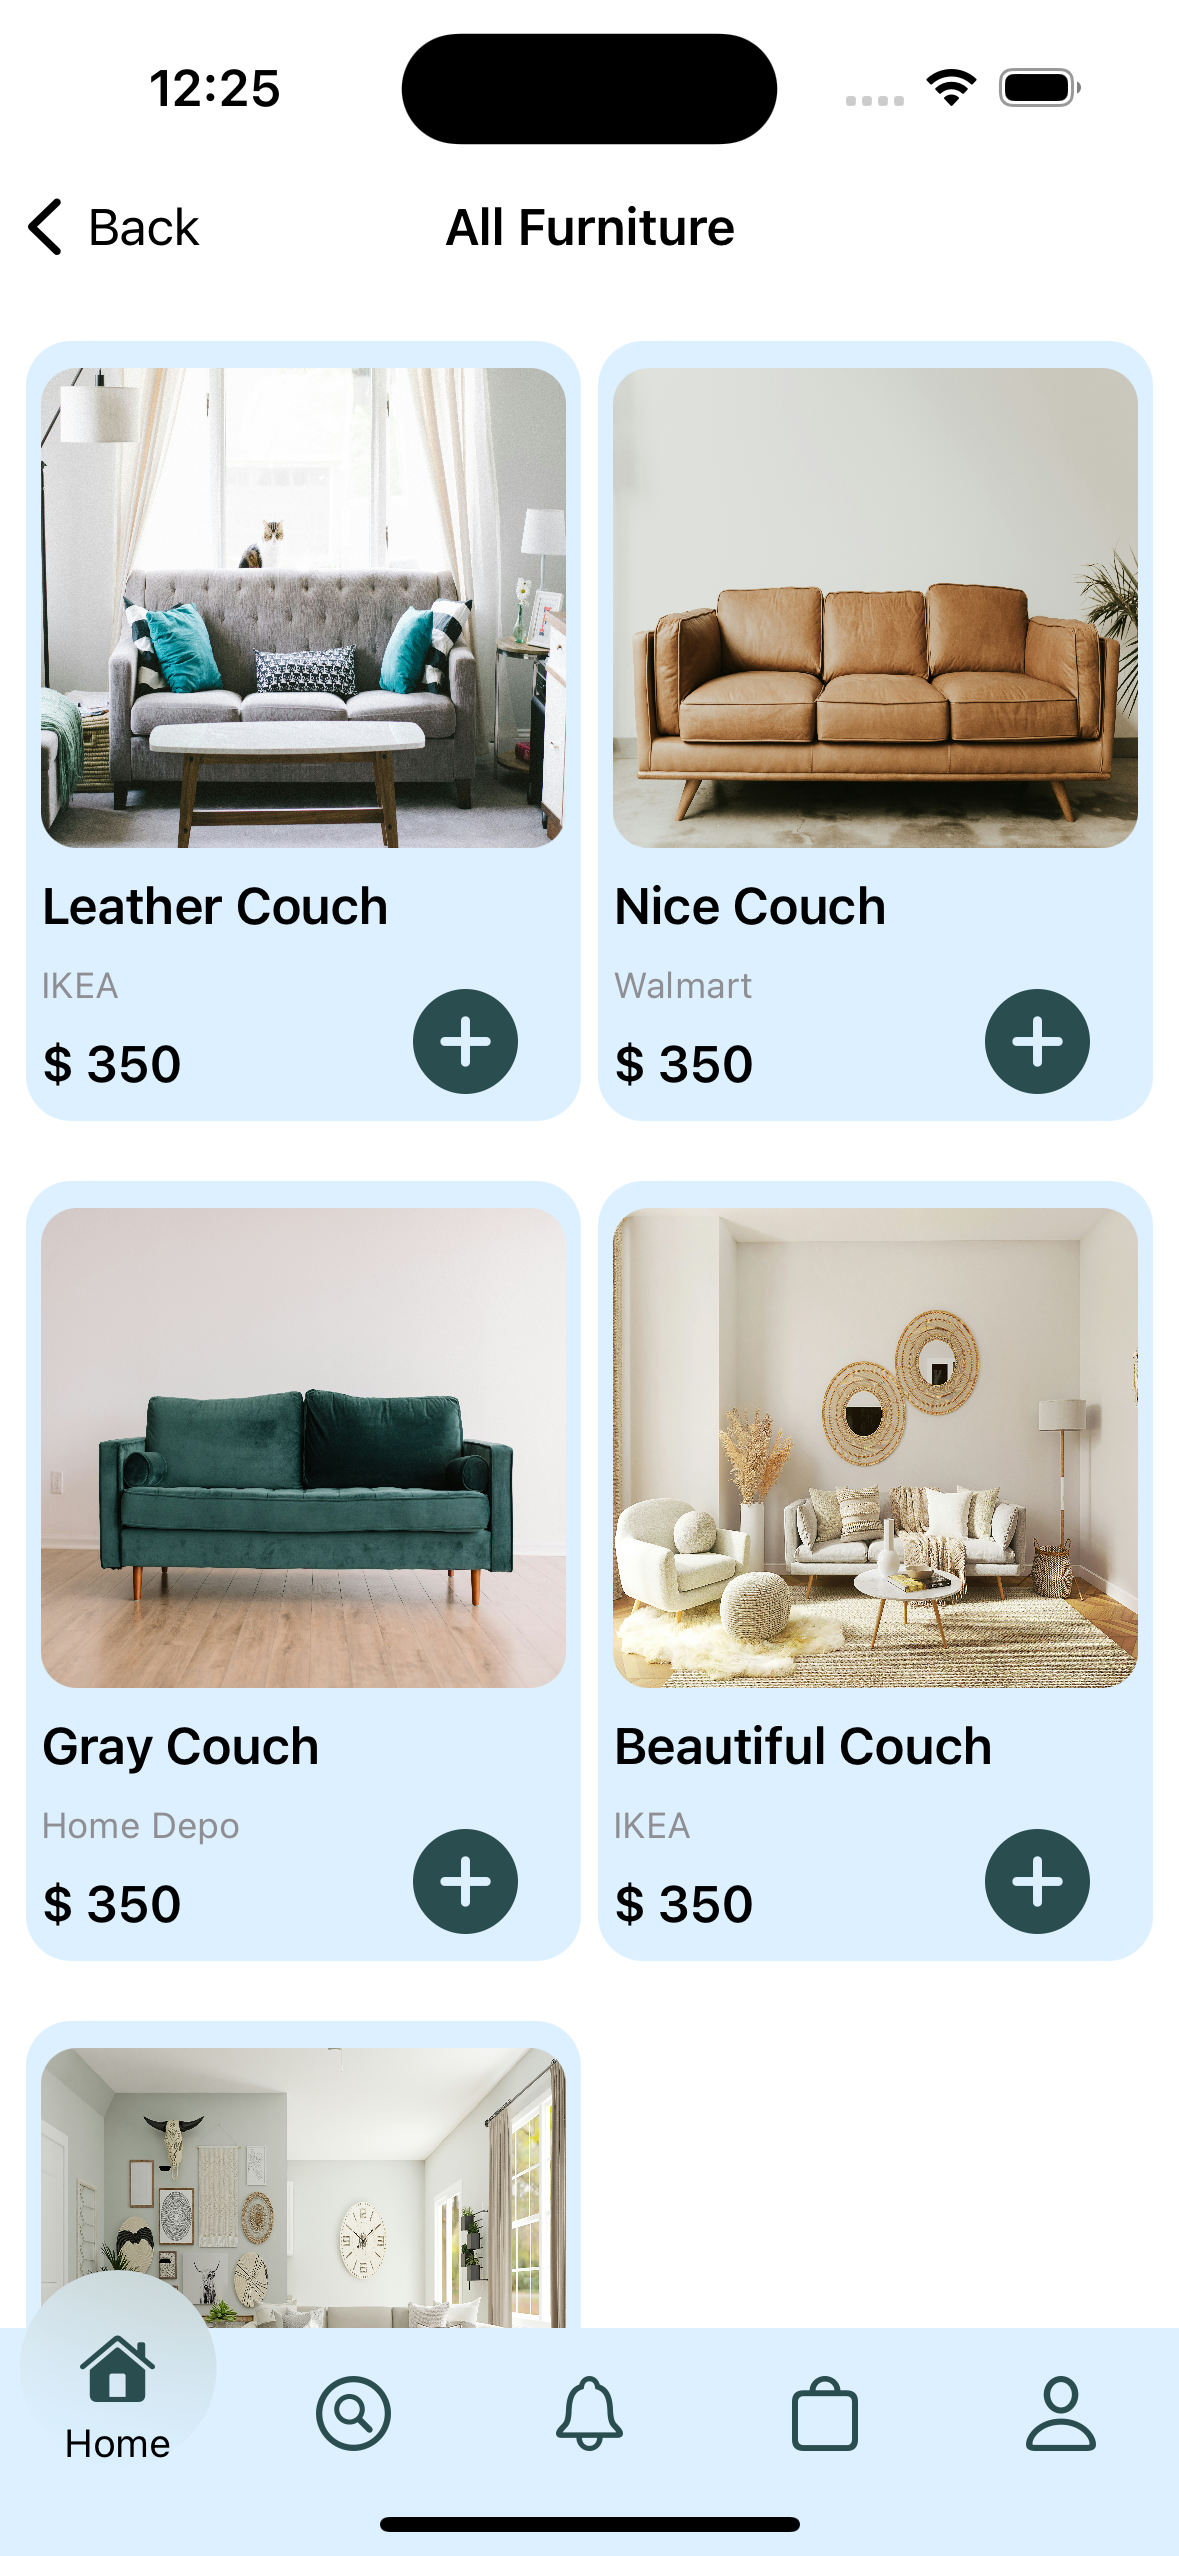 12:25
Back
All Furniture
Leather Couch
IKEA
$ 350
Nice Couch
Walmart
$ 350
Gray Couch
Home Depo
$ 350
Beautiful Couch
IKEA
$ 350
Home